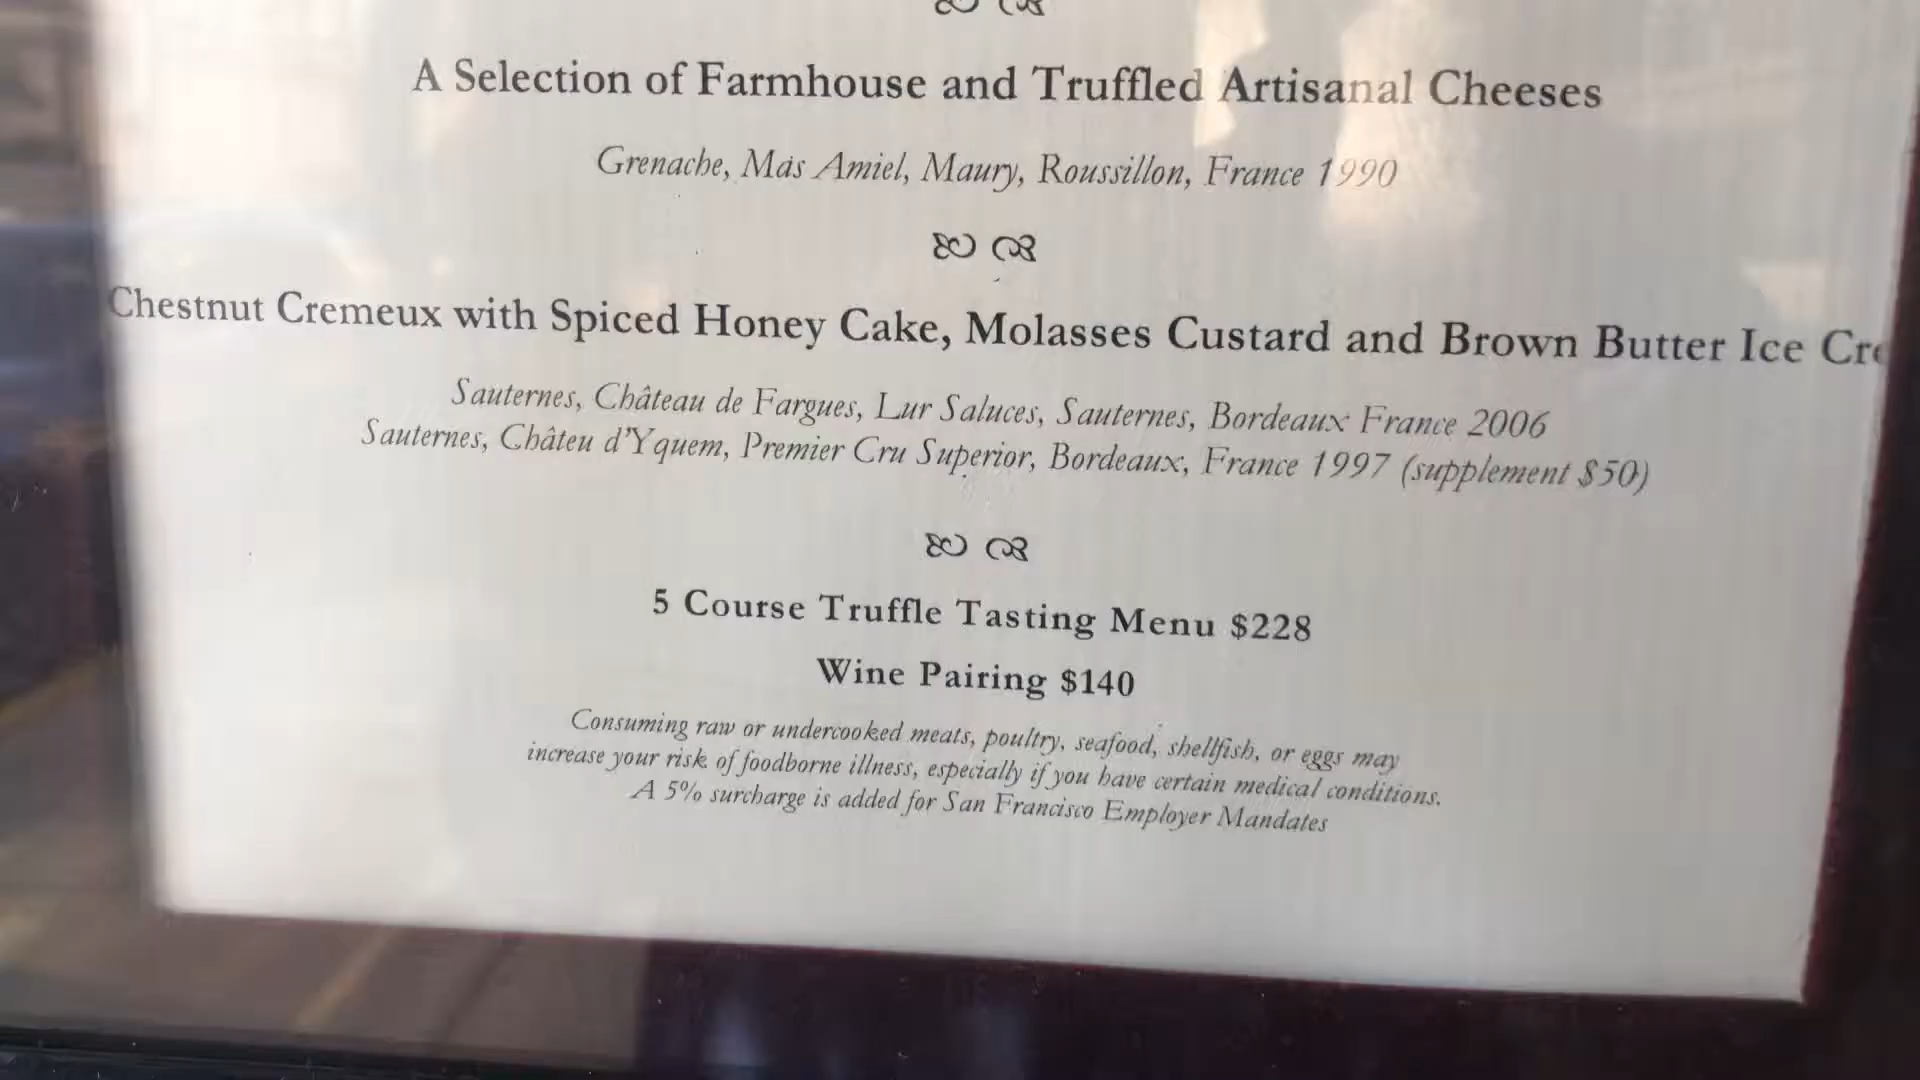 A Selection of Farmhouse and Truffled Artisanal Cheeses
Grenache, Mas Amiel, Maury, Roussillon, France 1990
Chestnut Cremeux with Spiced Honey Cake, Molasses Custard and Brown Butter Ice Cre
Sauternes, Château de Fargues, Lur Saluces, Sauternes, Bordeaux France 2006
Sauternes, Châteu d'Yquem, Premier Cru Superior, Bordeaux, France 1997 (supplement $50)
5 Course Truffle Tasting Menu $228
Wine Pairing $140
Consuming raw or undercooked meats, poultry, seafood, shellfish, or eggs may
increase your risk of foodborne illness, especially if you have certain medical conditions.
A 5% surcharge is added for San Francisco Employer Mandates